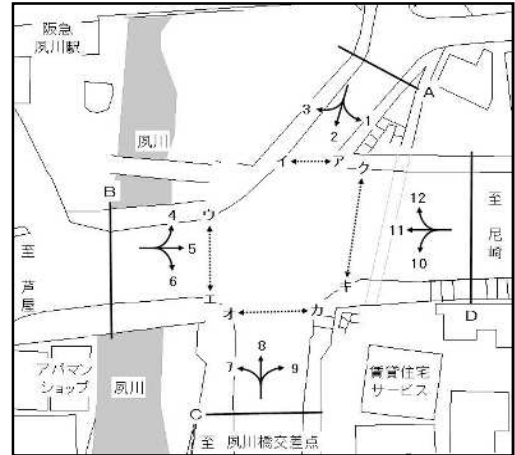 阪急
夙川駅
夙川
A
3
2
1
イ
ア
ク
B
4
5
6
ウ
エ
12
11
10
至
尼
崎
至
芦
屋
キ
オ
カ
D
8
7
9
アパマン
ショップ
夙川
C
至 夙川橋交差点
賃貸住宅
サービス